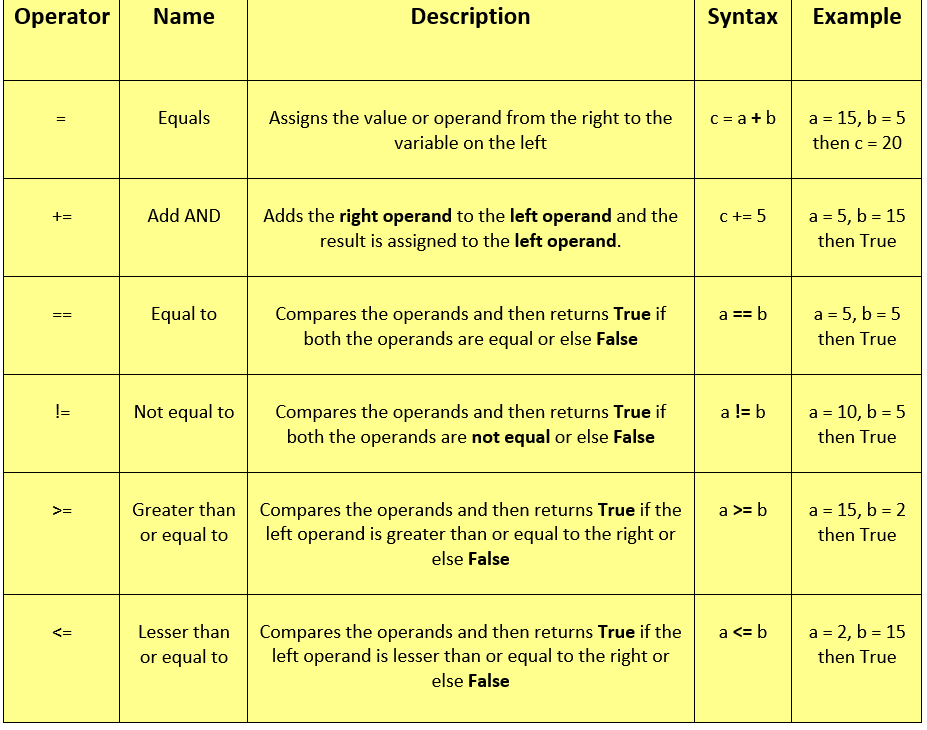 Operator Name Description Syntax Example
= Equals Assigns the value or operand from the right to the c = a + b a = 15, b = 5
variable on the left then c = 20
+= Add AND Adds the right operand to the left operand and the c += 5 a = 5, b = 15
result is assigned to the left operand. then True
== Equal to Compares the operands and then returns True if a == b a = 5, b = 5
both the operands are equal or else False then True
!= Not equal to Compares the operands and then returns True if a != b a = 10, b = 5
both the operands are not equal or else False then True
>= Greater than Compares the operands and then returns True if the a >= b a = 15, b = 2
or equal to left operand is greater than or equal to the right or then True
else False
<= Lesser than Compares the operands and then returns True if the a <= b a = 2, b = 15
or equal to left operand is lesser than or equal to the right or then True
else False